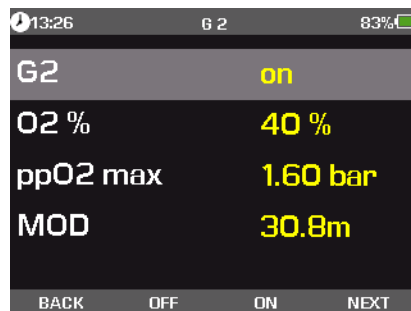 13:26 G 2 83%
G2 on
O2 % 40 %
ppO2 max 1.60 bar
MOD 30.8m
BACK OFF ON NEXT